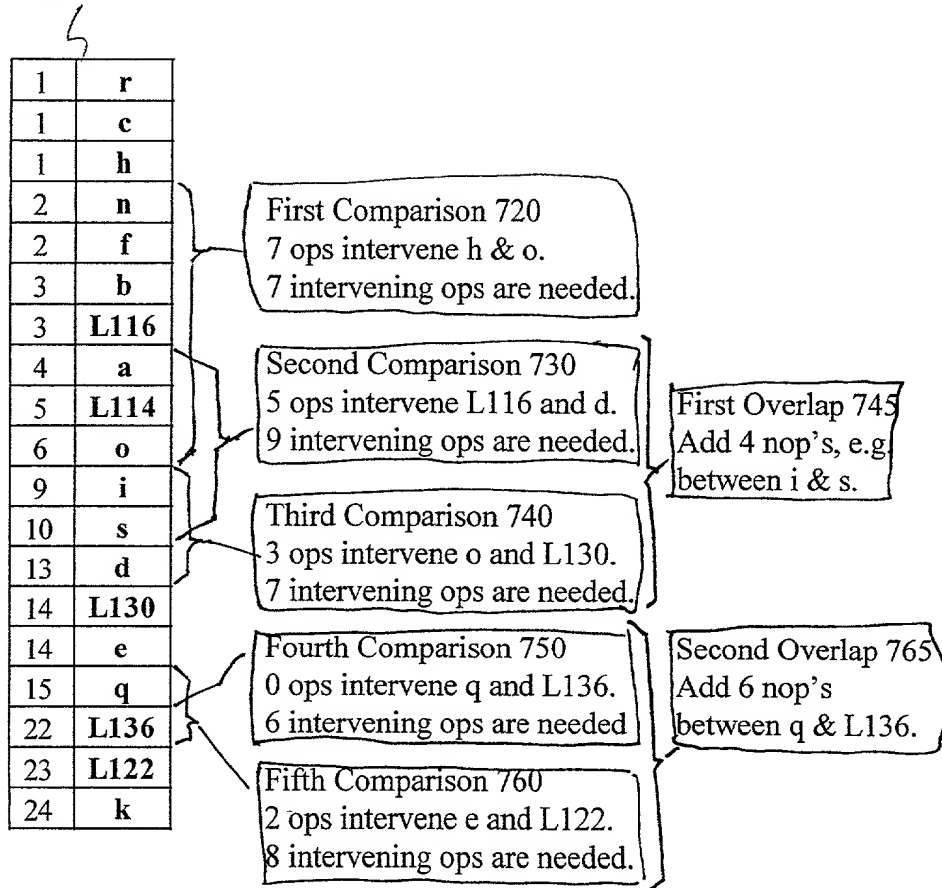 1 r
1 c
1 h
2 n
2 f
3 b
3 L116
4 a
5 L114
6 o
9 i
10 s
13 d
14 L130
14 e
15 q
22 L136
23 L122
24 k
First Comparison 720
7 ops intervene h & o.
7 intervening ops are needed.
Second Comparison 730
5 ops intervene L116 and d.
9 intervening ops are needed.
Third Comparison 740
3 ops intervene o and L130.
7 intervening ops are needed.
First Overlap 745
Add 4 nop's, e.g.
between i & s.
Fourth Comparison 750
0 ops intervene q and L136.
6 intervening ops are needed
Fifth Comparison 760
2 ops intervene e and L122.
8 intervening ops are needed.
Second Overlap 765
Add 6 nop's
between q & L136.